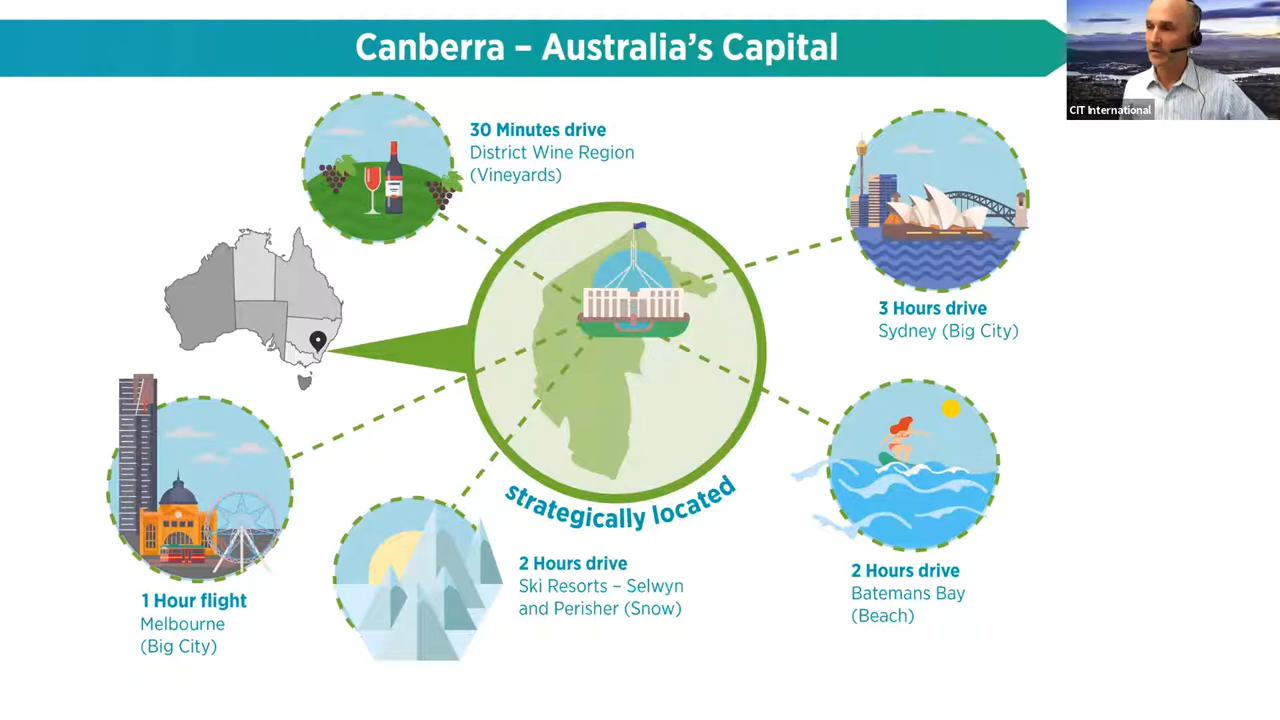 Canberra – Australia's Capital
CIT International
30 Minutes drive
District Wine Region
(Vineyards)
3 Hours drive
Sydney (Big City)
strategically located
1 Hour flight
Melbourne
(Big City)
2 Hours drive
Ski Resorts – Selwyn
and Perisher (Snow)
2 Hours drive
Batemans Bay
(Beach)